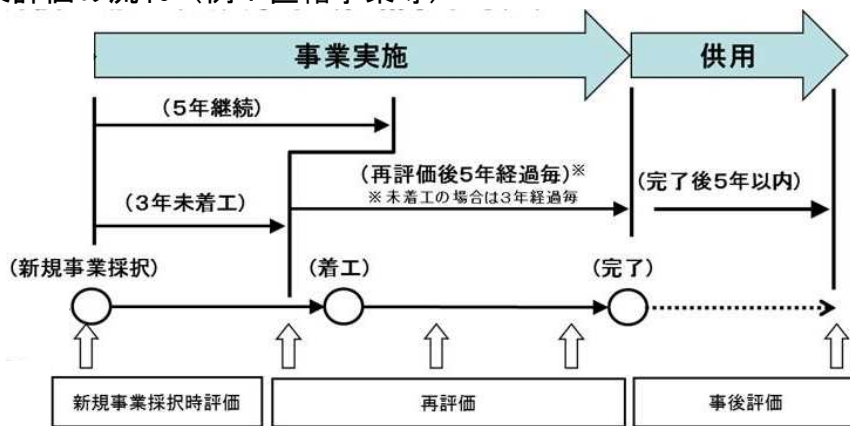 事業実施
供用
(5年継続)
(再評価後5年経過毎)※
※未着工の場合は3年経過毎
(完了後5年以内)
(3年未着工)
(新規事業採択)
(着工)
(完了)
新規事業採択時評価
再評価
事後評価